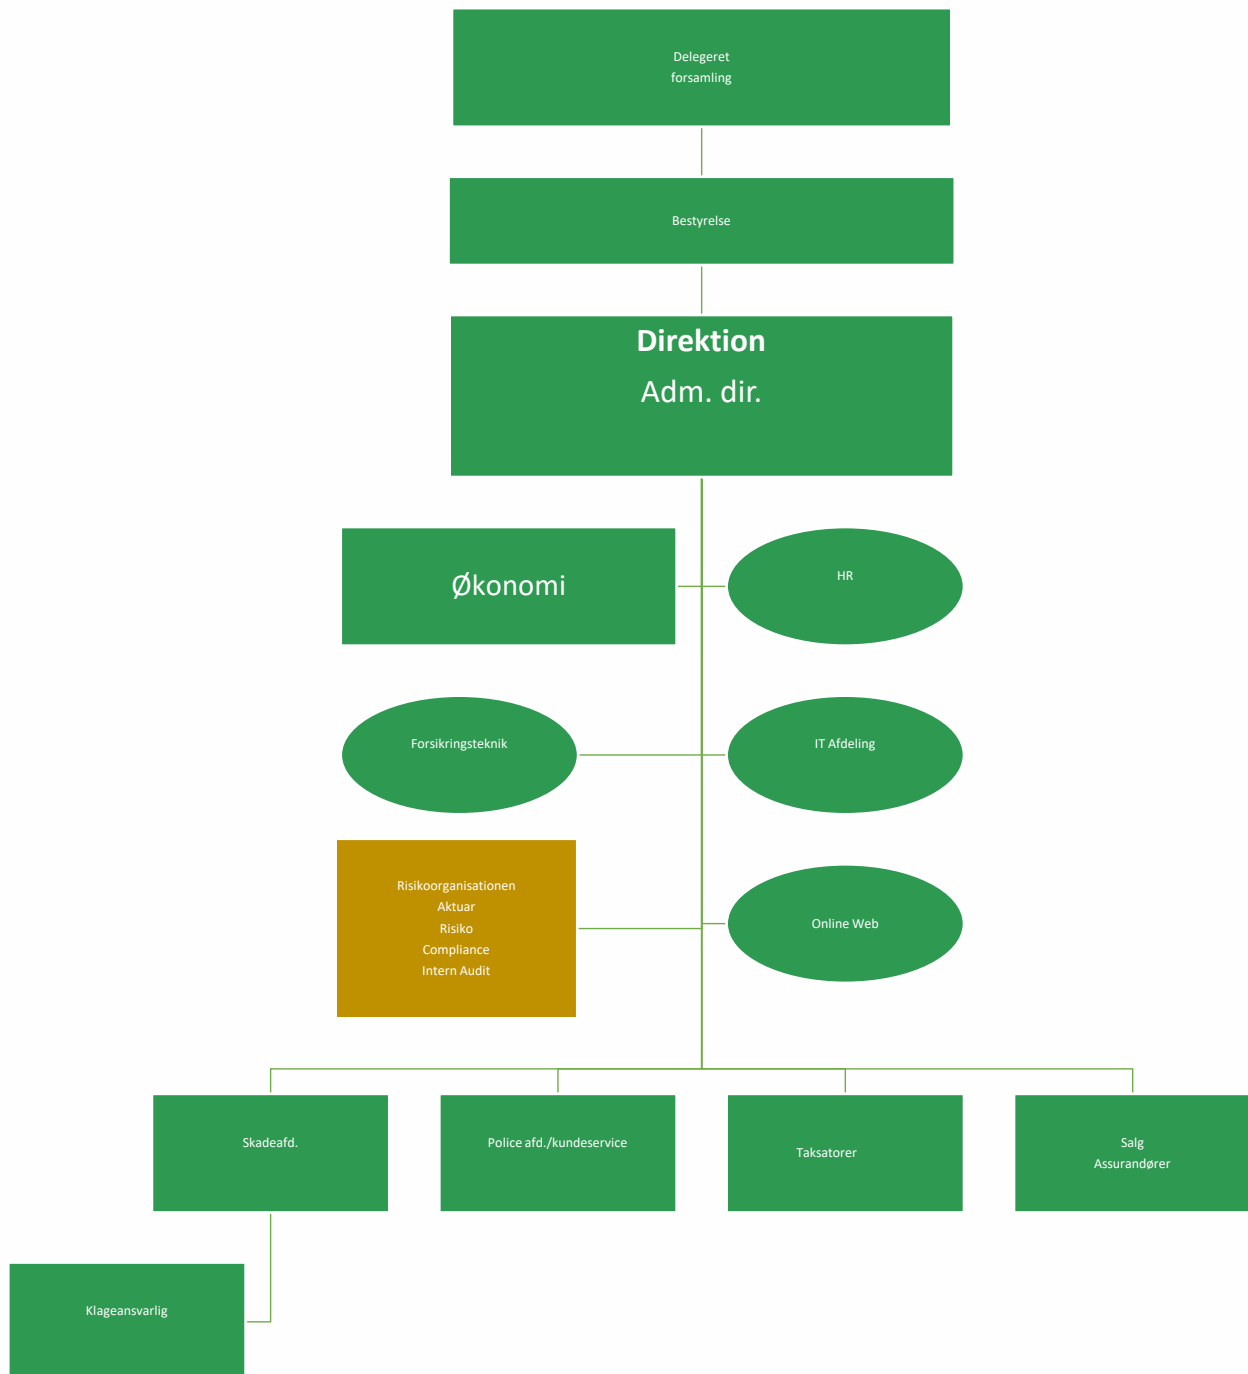 Delegeret
forsamling
Bestyrelse
Direktion
Adm. dir.
Økonomi
HR
Forsikringsteknik
IT Afdeling
Risikoorganisationen
Aktuar
Risiko
Compliance
Intern Audit
Online Web
Skadeafd.
Police afd./kundeservice
Taksatorer
Salg
Assurandører
Klageansvarlig